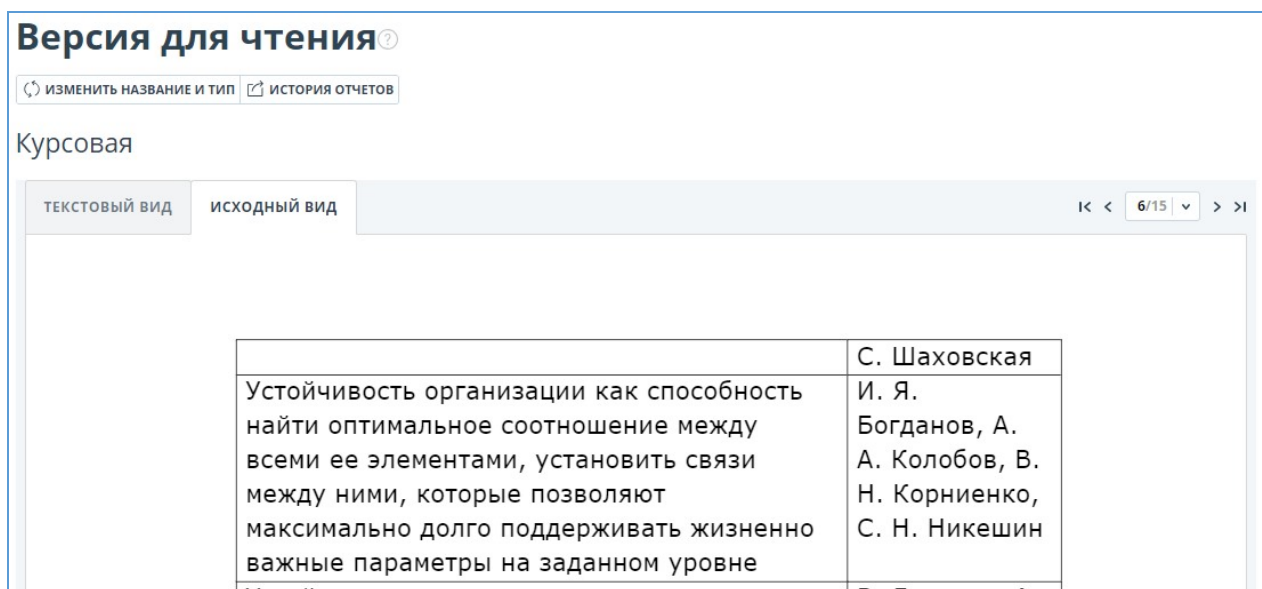 Версия для чтения
ИЗМЕНИТЬ НАЗВАНИЕ И ТИП ИСТОРИЯ ОТЧЕТОВ
Курсовая
ТЕКСТОВЫЙ ВИД ИСХОДНЫЙ ВИД 6/15
С. Шаховская
Устойчивость организации как способность
найти оптимальное соотношение между
всеми ее элементами, установить связи
между ними, которые позволяют
максимально долго поддерживать жизненно
важные параметры на заданном уровне
И. Я.
Богданов, А.
А. Колобов, В.
Н. Корниенко,
С. Н. Никешин